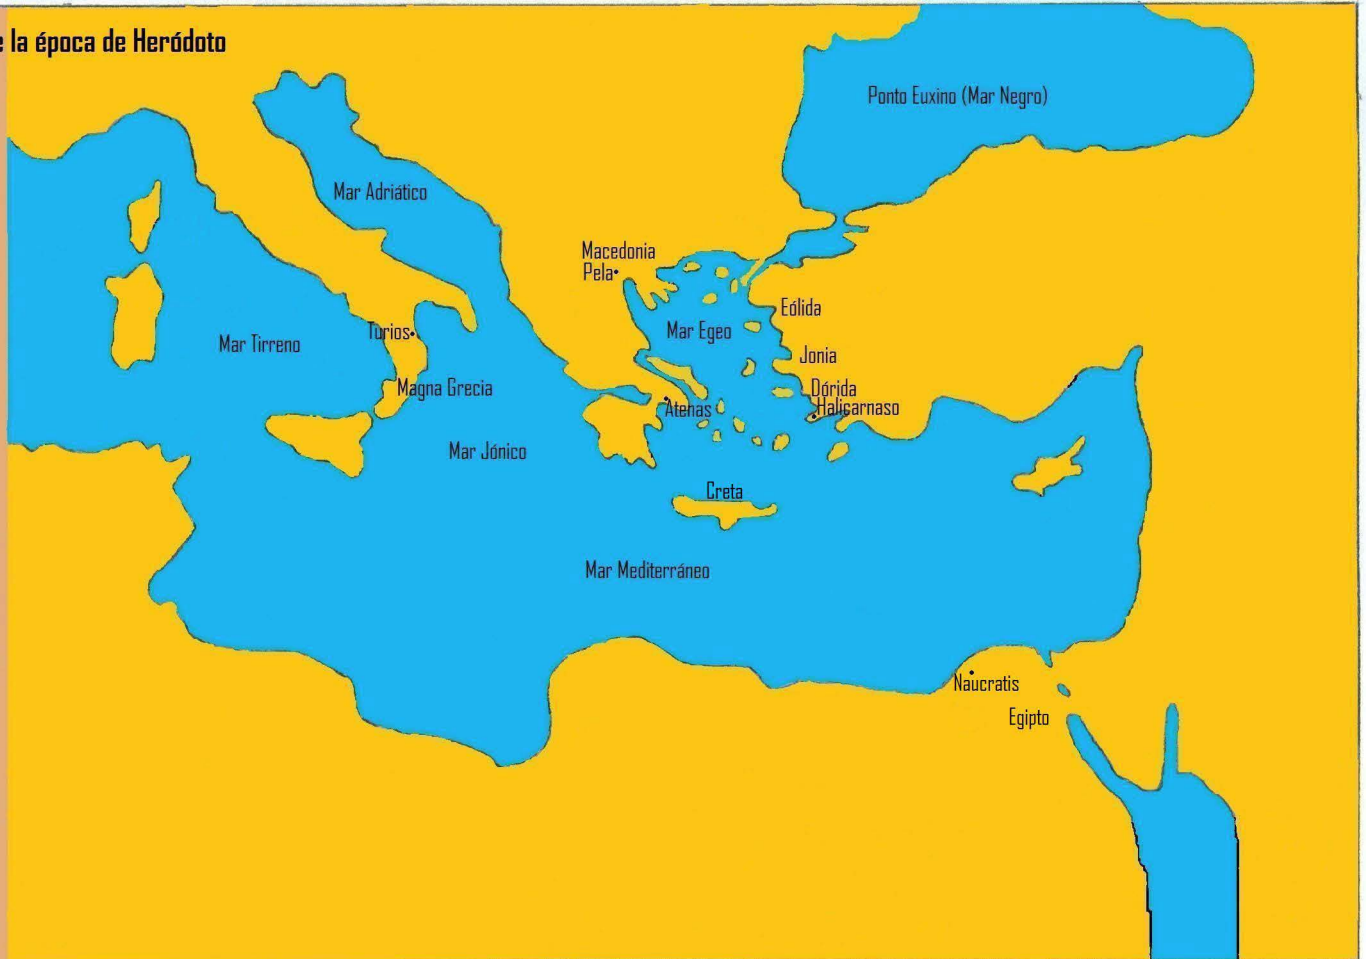 la época de Heródoto
Ponto Euxino (Mar Negro)
Mar Adriático
Macedonia
Pela
Eólida
Turios
Mar Tirreno
Mar Egeo
Jonia
Magna Grecia
Dórida
Halicarnaso
Atenas
Mar Jónico
Creta
Mar Mediterráneo
Naucratis
Egipto